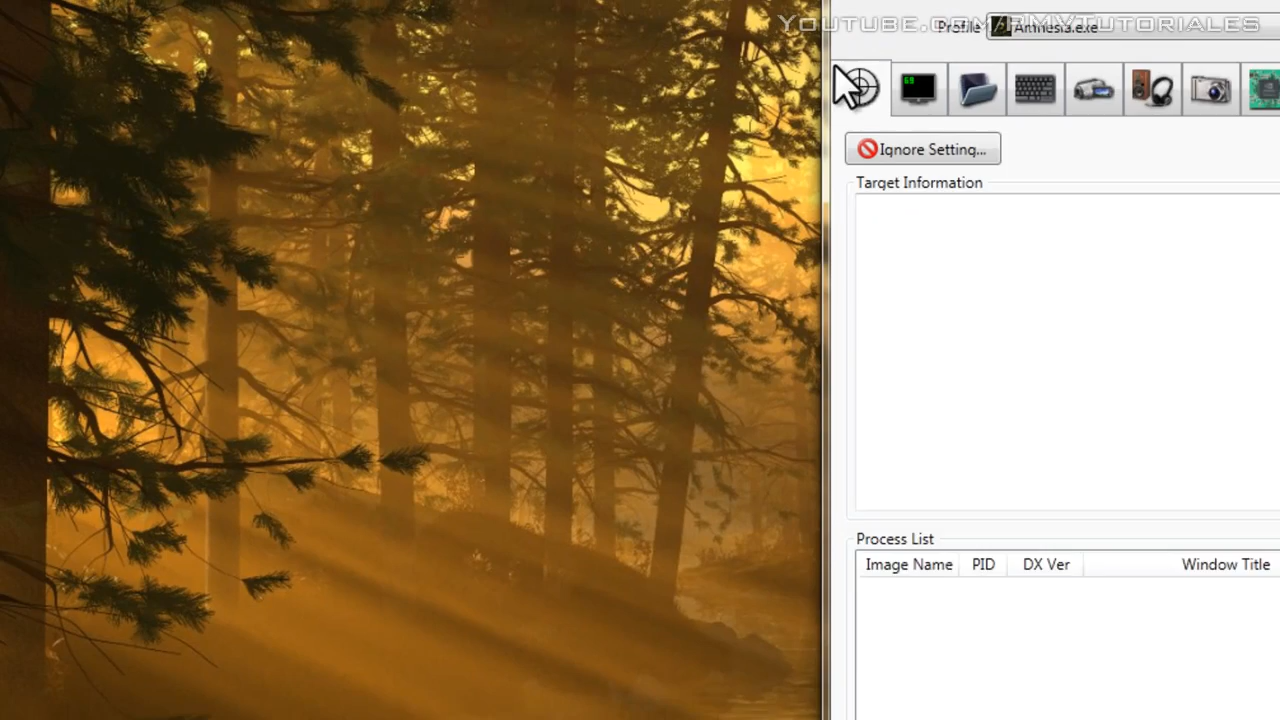 Youtube.com/RMVTutoriales
Profile Amnesia.exe
69
Ignore Setting...
Target Information
Process List
Image Name PID DX Ver Window Title